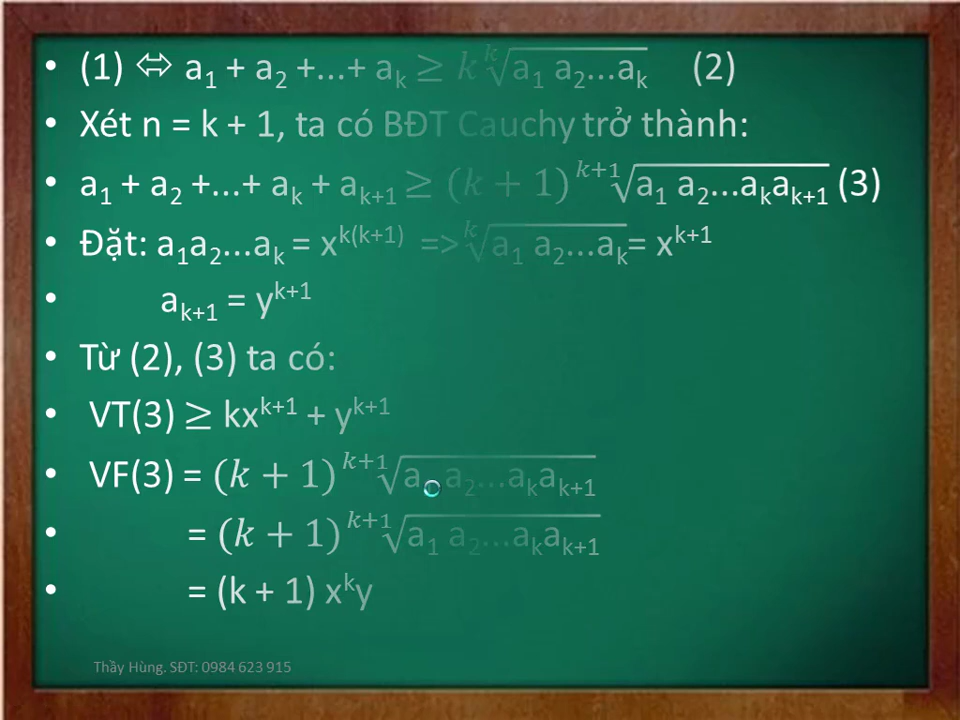 • (1) ⇔ a₁ + a₂ +...+ aₖ ≥ k ᵏ√(a₁ a₂...aₖ) (2)
• Xét n = k + 1, ta có BĐT Cauchy trở thành:
• a₁ + a₂ +...+ aₖ + aₖ₊₁ ≥ (k + 1) ᵏ⁺¹√(a₁ a₂...aₖaₖ₊₁) (3)
• Đặt: a₁a₂...aₖ = xᵏ⁽ᵏ⁺¹⁾ => ᵏ√(a₁ a₂...aₖ)= xᵏ⁺¹
• aₖ₊₁ = yᵏ⁺¹
• Từ (2), (3) ta có:
• VT(3) ≥ kxᵏ⁺¹ + yᵏ⁺¹
• VF(3) = (k + 1) ᵏ⁺¹√(a₁ a₂...aₖaₖ₊₁)
• = (k + 1) ᵏ⁺¹√(a₁ a₂...aₖaₖ₊₁)
• = (k + 1) xᵏy
Thầy Hùng. SĐT: 0984 623 915